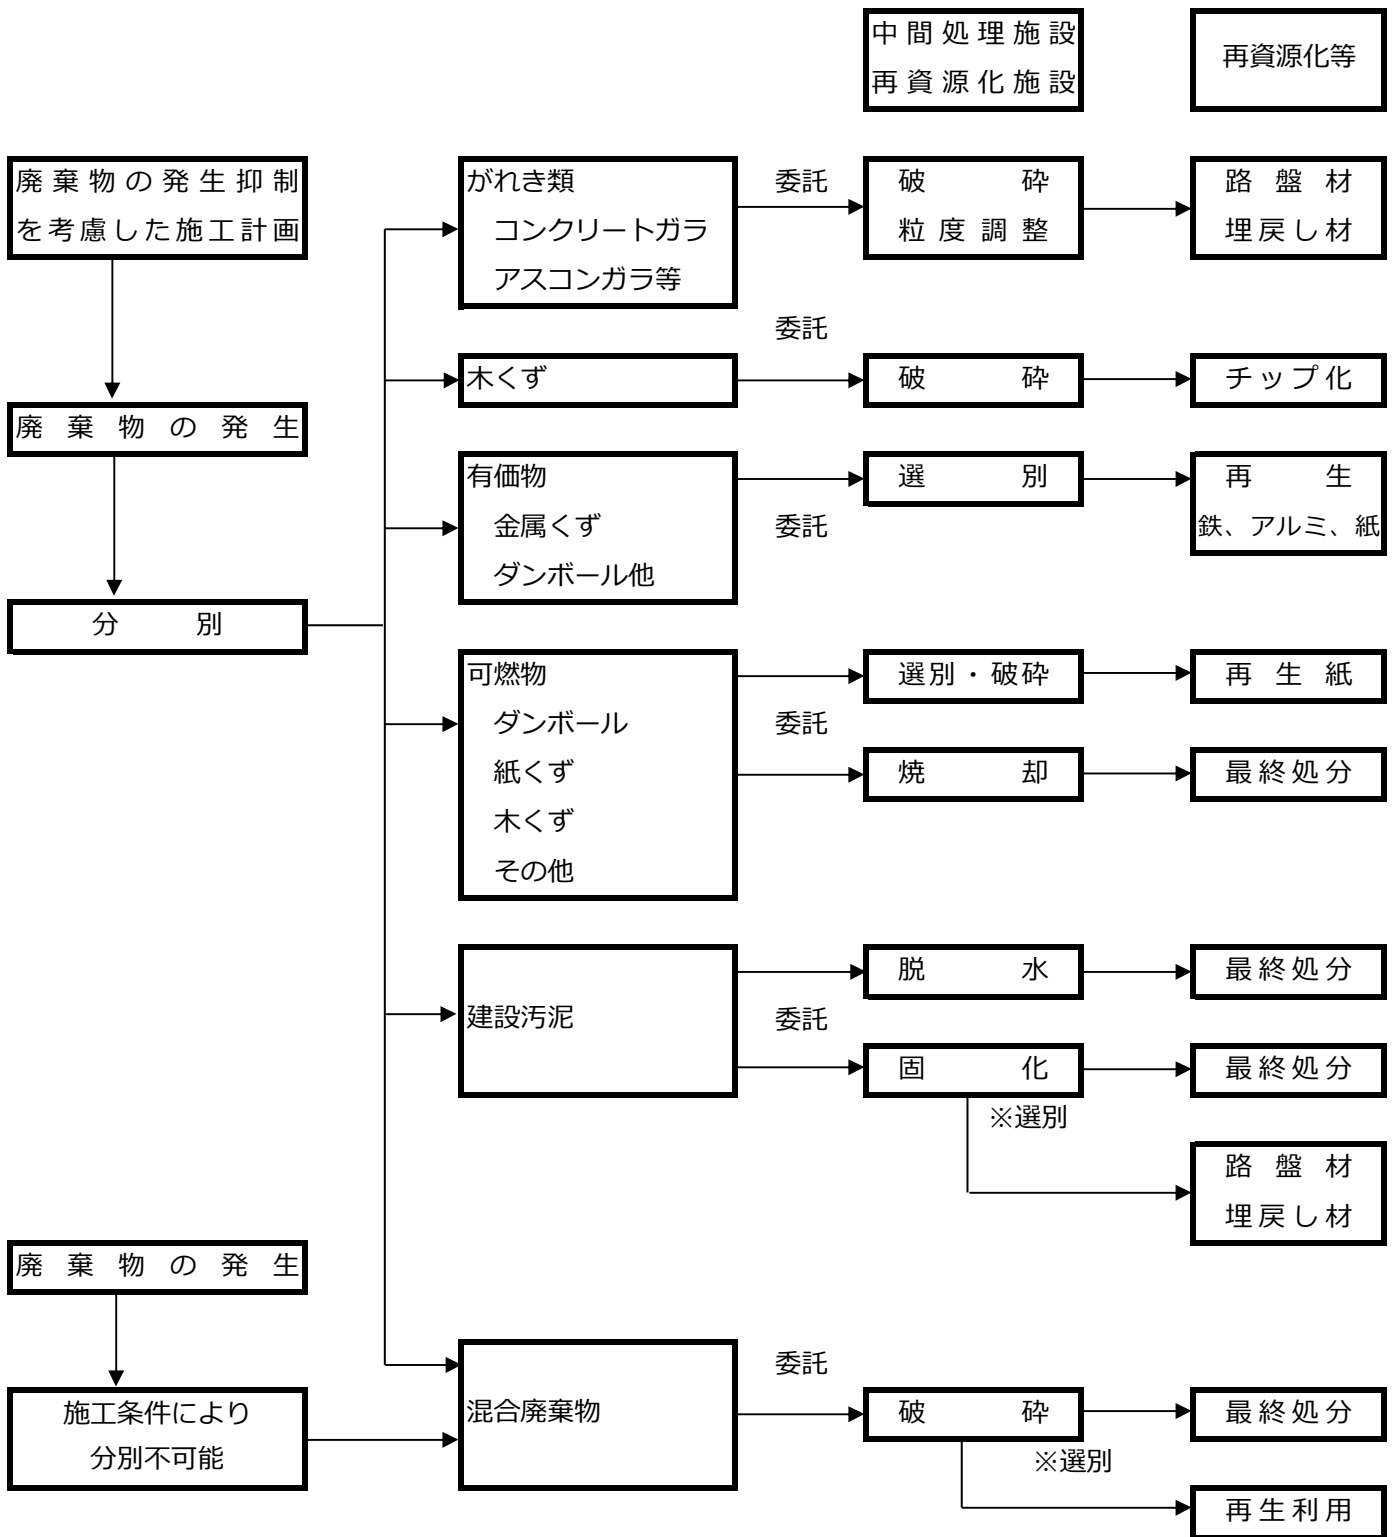 中間処理施設
再資源化施設
再資源化等
廃棄物の発生抑制
を考慮した施工計画
がれき類
コンクリートガラ
アスコンガラ等
委託
破砕
粒度調整
路盤材
埋戻し材
委託
木くず
破砕
チップ化
廃棄物の発生
有価物
金属くず
ダンボール他
委託
選別
再生
鉄、アルミ、紙
分別
可燃物
ダンボール
紙くず
木くず
その他
委託
選別・破砕
再生紙
焼却
最終処分
建設汚泥
委託
脱水
最終処分
固化
最終処分
※選別
路盤材
埋戻し材
廃棄物の発生
施工条件により
分別不可能
混合廃棄物
委託
破砕
最終処分
※選別
再生利用